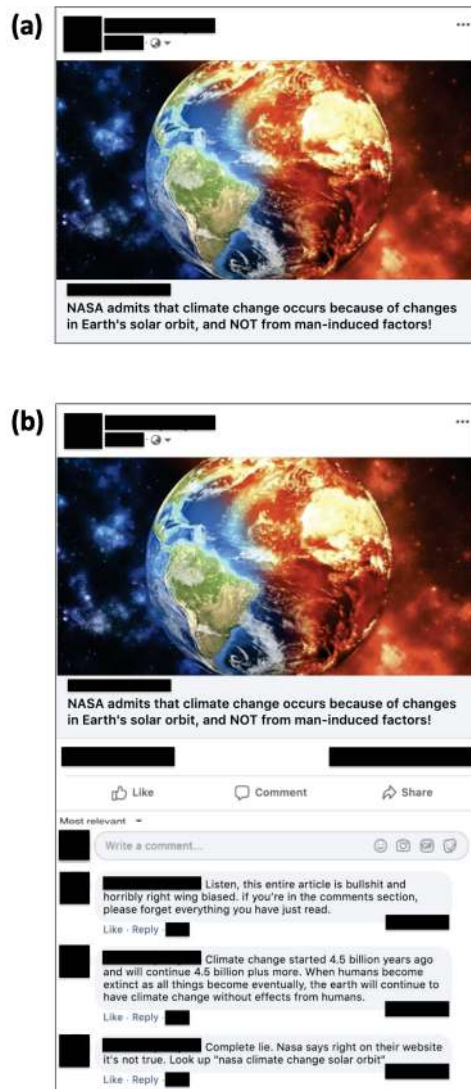 (a)
NASA admits that climate change occurs because of changes
in Earth's solar orbit, and NOT from man-induced factors!
(b)
NASA admits that climate change occurs because of changes
in Earth's solar orbit, and NOT from man-induced factors!
Like Comment Share
Most relevant
Write a comment...
GIF
Listen, this entire article is bullshit and
horribly right wing biased. if you're in the comments section,
please forget everything you have just read.
Like · Reply ·
Climate change started 4.5 billion years ago
and will continue 4.5 billion plus more. When humans become
extinct as all things become eventually, the earth will continue to
have climate change without effects from humans.
Like · Reply ·
Complete lie. Nasa says right on their website
it's not true. Look up "nasa climate change solar orbit"
Like · Reply ·